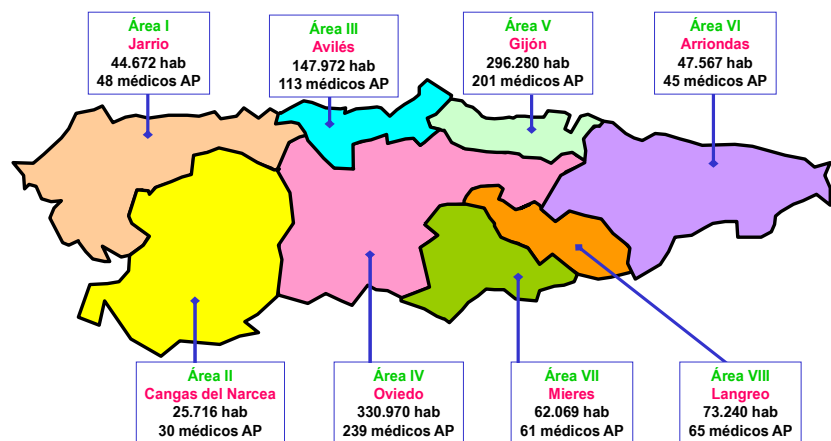 Área I
Jarrio
44.672 hab
48 médicos AP
Área III
Avilés
147.972 hab
113 médicos AP
Área V
Gijón
296.280 hab
201 médicos AP
Área VI
Arriondas
47.567 hab
45 médicos AP
Área II
Cangas del Narcea
25.716 hab
30 médicos AP
Área IV
Oviedo
330.970 hab
239 médicos AP
Área VII
Mieres
62.069 hab
61 médicos AP
Área VIII
Langreo
73.240 hab
65 médicos AP